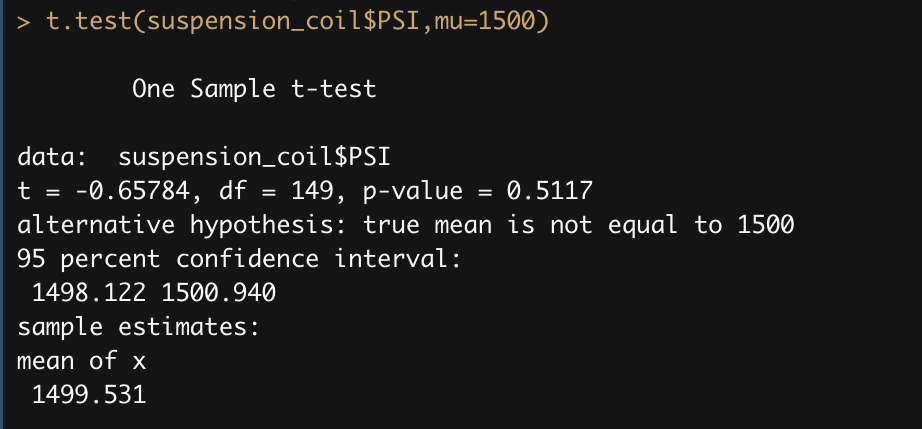 > t.test(suspension_coil$PSI,mu=1500)
One Sample t-test
data:  suspension_coil$PSI
t = -0.65784, df = 149, p-value = 0.5117
alternative hypothesis: true mean is not equal to 1500
95 percent confidence interval:
1498.122 1500.940
sample estimates:
mean of x
1499.531